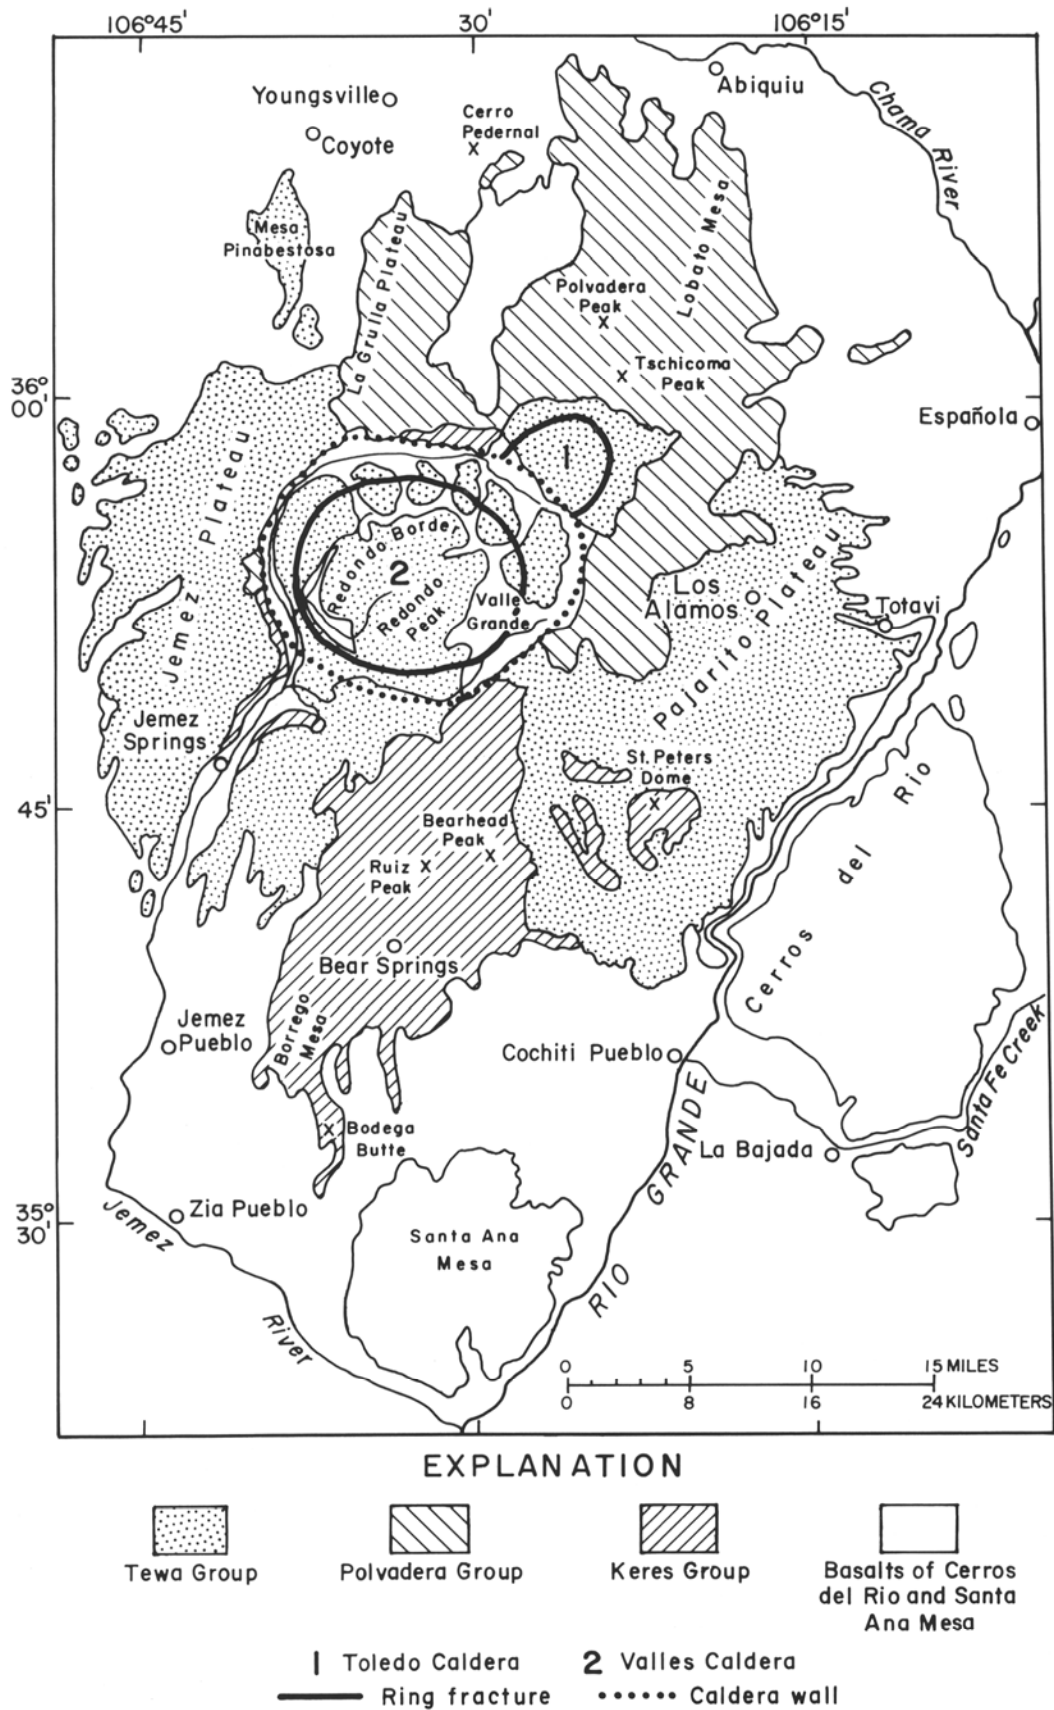 106°45'
30'
106°15'
Abiquiu
Youngsville
Cerro
Pedernal
Coyote
Chama River
Mesa
Pinabestosa
La Grulla Plateau
Lobato Mesa
Polvadera
Peak
Tschicoma
Peak
36°
00'
Española
1
Jemez Plateau
Redondo Border
2
Redondo
Peak
Valle
Grande
Los
Alamos
Pajarito Plateau
Totavi
Jemez
Springs
St. Peters
Dome
45'
Bearhead
Peak
Ruiz
Peak
Cerros del Rio
Bear Springs
Borrego
Mesa
Jemez
Pueblo
Cochiti Pueblo
Santa Fe Creek
Bodega
Butte
La Bajada
RIO GRANDE
Zia Pueblo
35°
30'
Jemez River
Santa Ana
Mesa
0 5 10 15 MILES
0 8 16 24 KILOMETERS
EXPLANATION
Tewa Group
Polvadera Group
Keres Group
Basalts of Cerros
del Rio and Santa
Ana Mesa
1 Toledo Caldera 2 Valles Caldera
Ring fracture Caldera wall